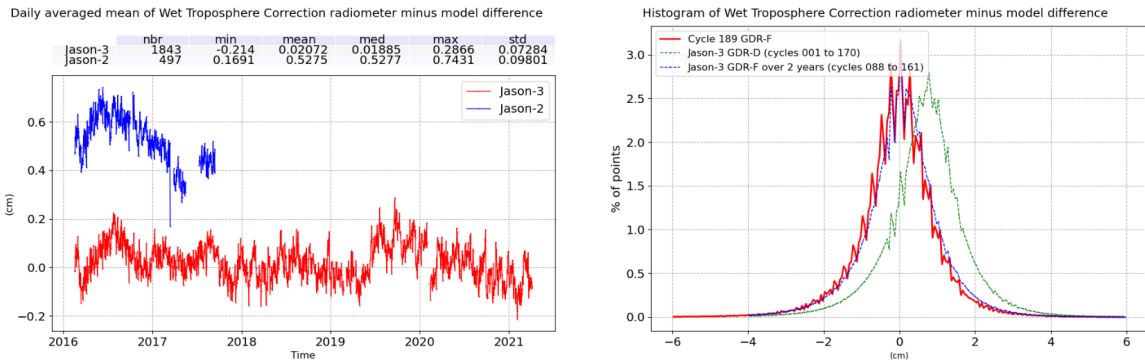 Daily averaged mean of Wet Troposphere Correction radiometer minus model difference
nbr min mean med max std
Jason-3 1843 -0.214 0.02072 0.01885 0.2866 0.07284
Jason-2 497 0.1691 0.5275 0.5277 0.7431 0.09801
Jason-3
Jason-2
0.6
0.4
0.2
0.0
−0.2
(cm)
2016 2017 2018 2019 2020 2021
Time
Histogram of Wet Troposphere Correction radiometer minus model difference
Cycle 189 GDR-F
Jason-3 GDR-D (cycles 001 to 170)
Jason-3 GDR-F over 2 years (cycles 088 to 161)
3.0
2.5
2.0
1.5
1.0
0.5
0.0
% of points
−6 −4 −2 0 2 4 6
(cm)